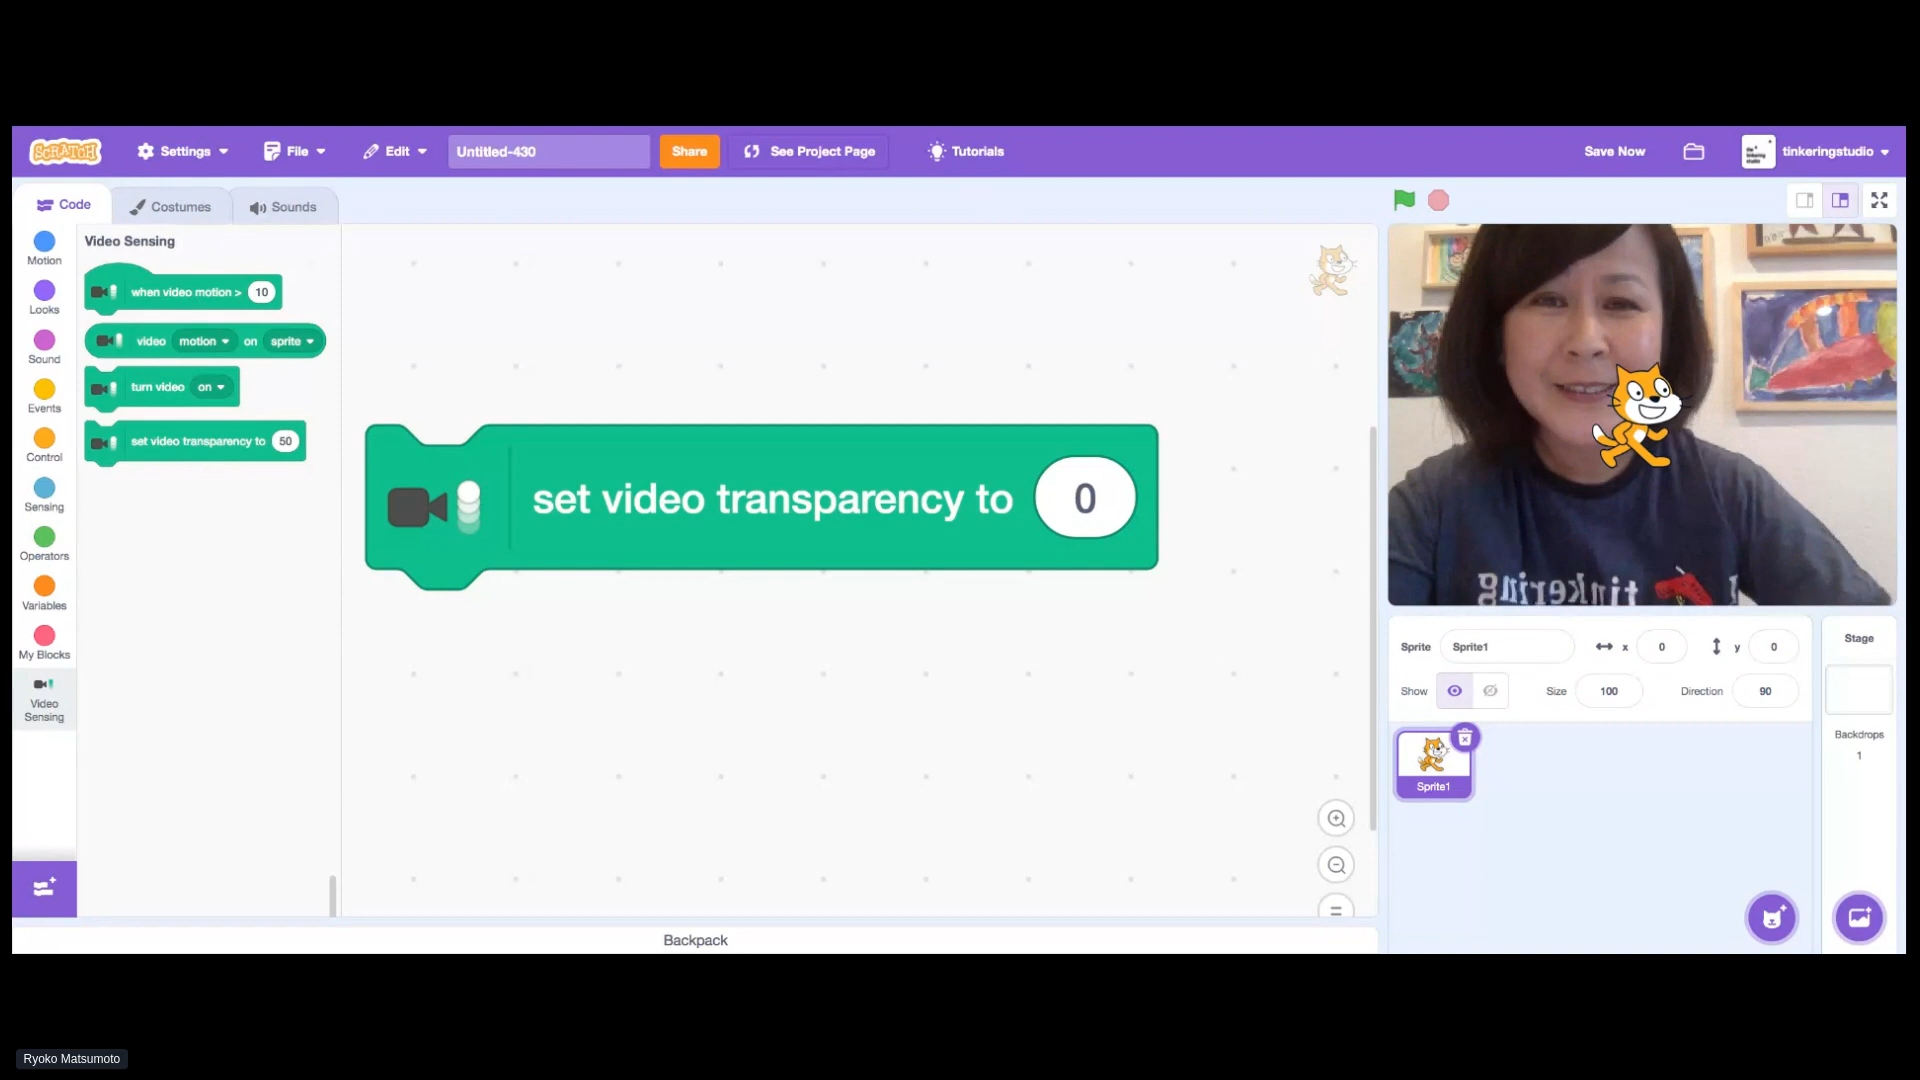 SCRATCH
Settings
File
Edit
Untitled-430
Share
See Project Page
Tutorials
Save Now
tinkeringstudio
Code
Costumes
Sounds
Motion
Looks
Sound
Events
Control
Sensing
Operators
Variables
My Blocks
Video
Sensing
Video Sensing
when video motion > 10
video motion on sprite
turn video on
set video transparency to 50
set video transparency to 0
tinkering
Sprite Sprite1 x 0 y 0
Show Size 100 Direction 90
Sprite1
Stage
Backdrops
1
Backpack
Ryoko Matsumoto